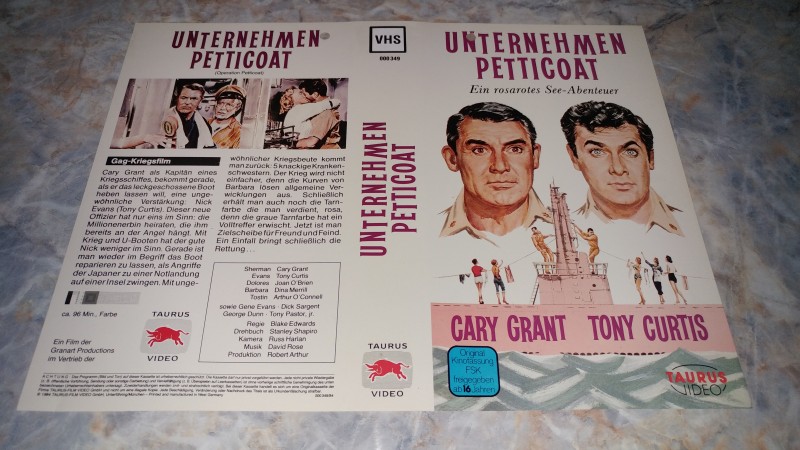 UNTERNEHMEN
PETTICOAT
(Operation Petticoat)
Gag-Kriegsfilm
Cary Grant als Kapitän eines
Kriegsschiffes, bekommt gerade,
als er das leckgeschossene Boot
heben lassen will, eine unge-
wöhnliche Verstärkung. Nick
Evans (Tony Curtis). Dieser neue
Offizier hat nur eins im Sinn: die
Millionenerbin heiraten, die ihm
bereits an der Angel hängt. Mit
Krieg und U-Booten hat der gute
Nick weniger im Sinn. Gerade ist
man wieder im Begriff das Boot
reparieren zu lassen, als Angriffe
der Japaner zu einer Notlandung
auf einer Insel zwingen. Mit unge-
wöhnlicher Kriegsbeute kommt
man zurück: 5 knackige Kranken-
schwestern. Der Krieg wird nicht
einfacher, denn die Kurven von
Barbara lösen allgemeine Ver-
wicklungen aus. Schließlich
erhält man auch noch die Tarn-
farbe die man verdient, rosa,
denn die graue Tarnfarbe hat ein
Volltreffer erwischt. Jetzt ist man
Zielscheibe für Freund und Feind.
Ein Einfall bringt schließlich die
Rettung...
Sherman Cary Grant
Evans Tony Curtis
Dolores Joan O'Brien
Barbara Dina Merrill
Tostin Arthur O'Connell
sowie Gene Evans · Dick Sargent
George Dunn · Tony Pastor, jr.
Regie Blake Edwards
Drehbuch Stanley Shapiro
Kamera Russ Harlan
Musik David Rose
Produktion Robert Arthur
ca. 96 Min., Farbe
Ein Film der
Granart Productions
im Vertrieb der
TAURUS
VIDEO
VHS
000 349
UNTERNEHMEN
PETTICOAT
TAURUS
VIDEO
UNTERNEHMEN
PETTICOAT
Ein rosarotes See-Abenteuer
CARY GRANT TONY CURTIS
Original
Kinofassung
FSK
freigegeben
ab 16 Jahren
TAURUS
VIDEO